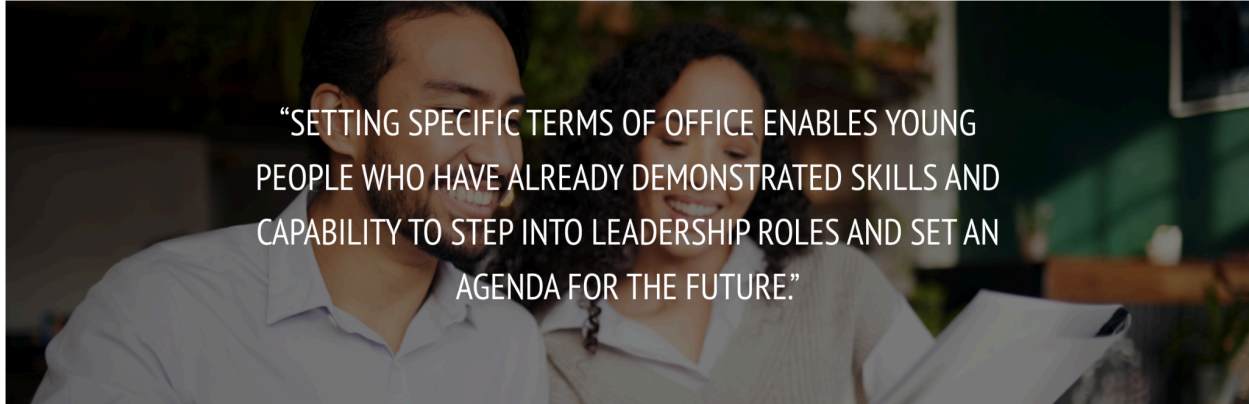 “SETTING SPECIFIC TERMS OF OFFICE ENABLES YOUNG
PEOPLE WHO HAVE ALREADY DEMONSTRATED SKILLS AND
CAPABILITY TO STEP INTO LEADERSHIP ROLES AND SET AN
AGENDA FOR THE FUTURE.”